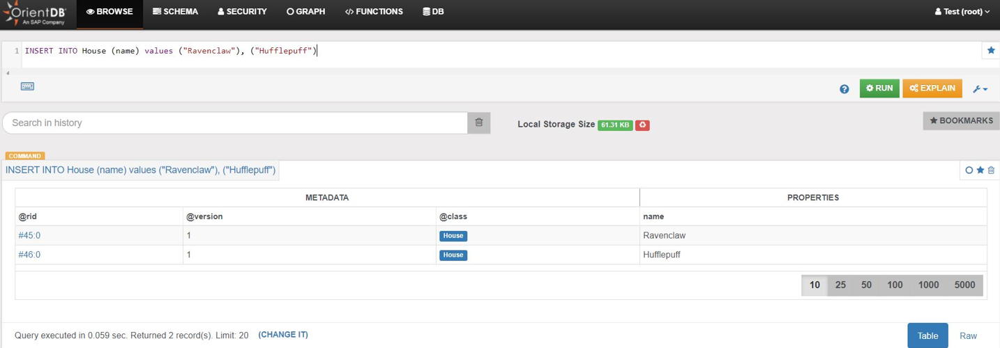 OrientDB BROWSE SCHEMA SECURITY GRAPH FUNCTIONS DB Test (root)
An SAP Company
1 INSERT INTO House (name) values ("Ravenclaw"), ("Hufflepuff")
RUN EXPLAIN
Search in history Local Storage Size 61.31 KB BOOKMARKS
COMMAND
INSERT INTO House (name) values ("Ravenclaw"), ("Hufflepuff")
METADATA PROPERTIES
@rid @version @class name
#45:0 1 House Ravenclaw
#46:0 1 House Hufflepuff
10 25 50 100 1000 5000
Query executed in 0.059 sec. Returned 2 record(s). Limit: 20 (CHANGE IT) Table Raw